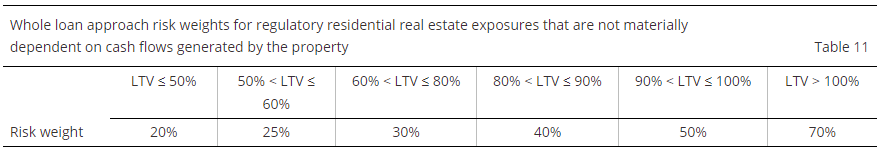 Whole loan approach risk weights for regulatory residential real estate exposures that are not materially
dependent on cash flows generated by the property Table 11
LTV ≤ 50% 50% < LTV ≤ 60% < LTV ≤ 80% 80% < LTV ≤ 90% 90% < LTV ≤ 100% LTV > 100%
60%
Risk weight 20% 25% 30% 40% 50% 70%